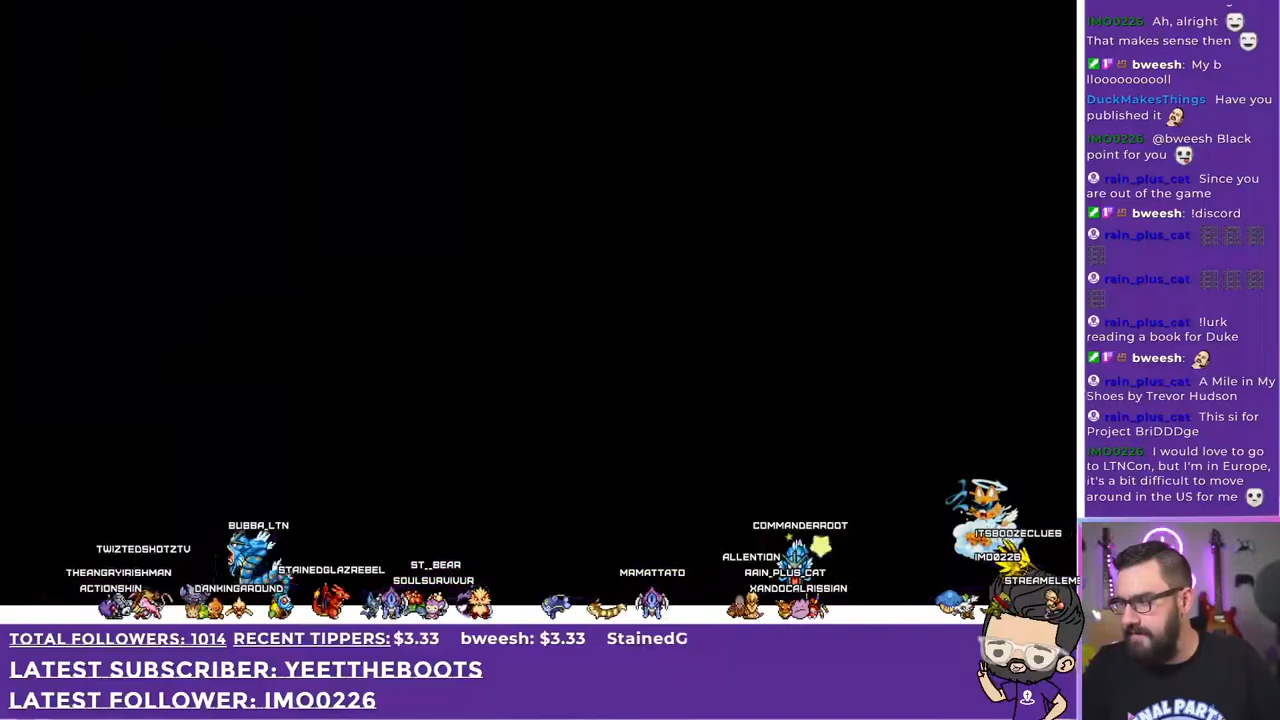 IMO0226 Ah, alright
That makes sense then
bweesh: My b
llooooooooll
DuckMakesThings Have you
published it
IMO0226 @bweesh Black
point for you
rain_plus_cat Since you
are out of the game
bweesh: !discord
rain_plus_cat
rain_plus_cat
rain_plus_cat !lurk
reading a book for Duke
bweesh:
rain_plus_cat A Mile in My
Shoes by Trevor Hudson
rain_plus_cat This si for
Project BriDDDge
IMO0226 I would love to go
to LTNCon, but I'm in Europe,
it's a bit difficult to move
around in the US for me
BUBBA_LTN
COMMANDERROOT
ITSBOOZECLUES
TWIZTEDSHOTZTV
ALLENTION
IMO0226
ST__BEAR
THEANGRYIRISHMAN
STAINEDGLAZREBEL
MRMATTATO
RAIN_PLUS_CAT
SOULSURVIVUR
STREAMELEME
ACTIONSHIN
DANKINGAROUND
XANDOCALRISSIAN
TOTAL FOLLOWERS: 1014 RECENT TIPPERS: $3.33 bweesh: $3.33 StainedG
LATEST SUBSCRIBER: YEETTHEBOOTS
LATEST FOLLOWER: IMO0226